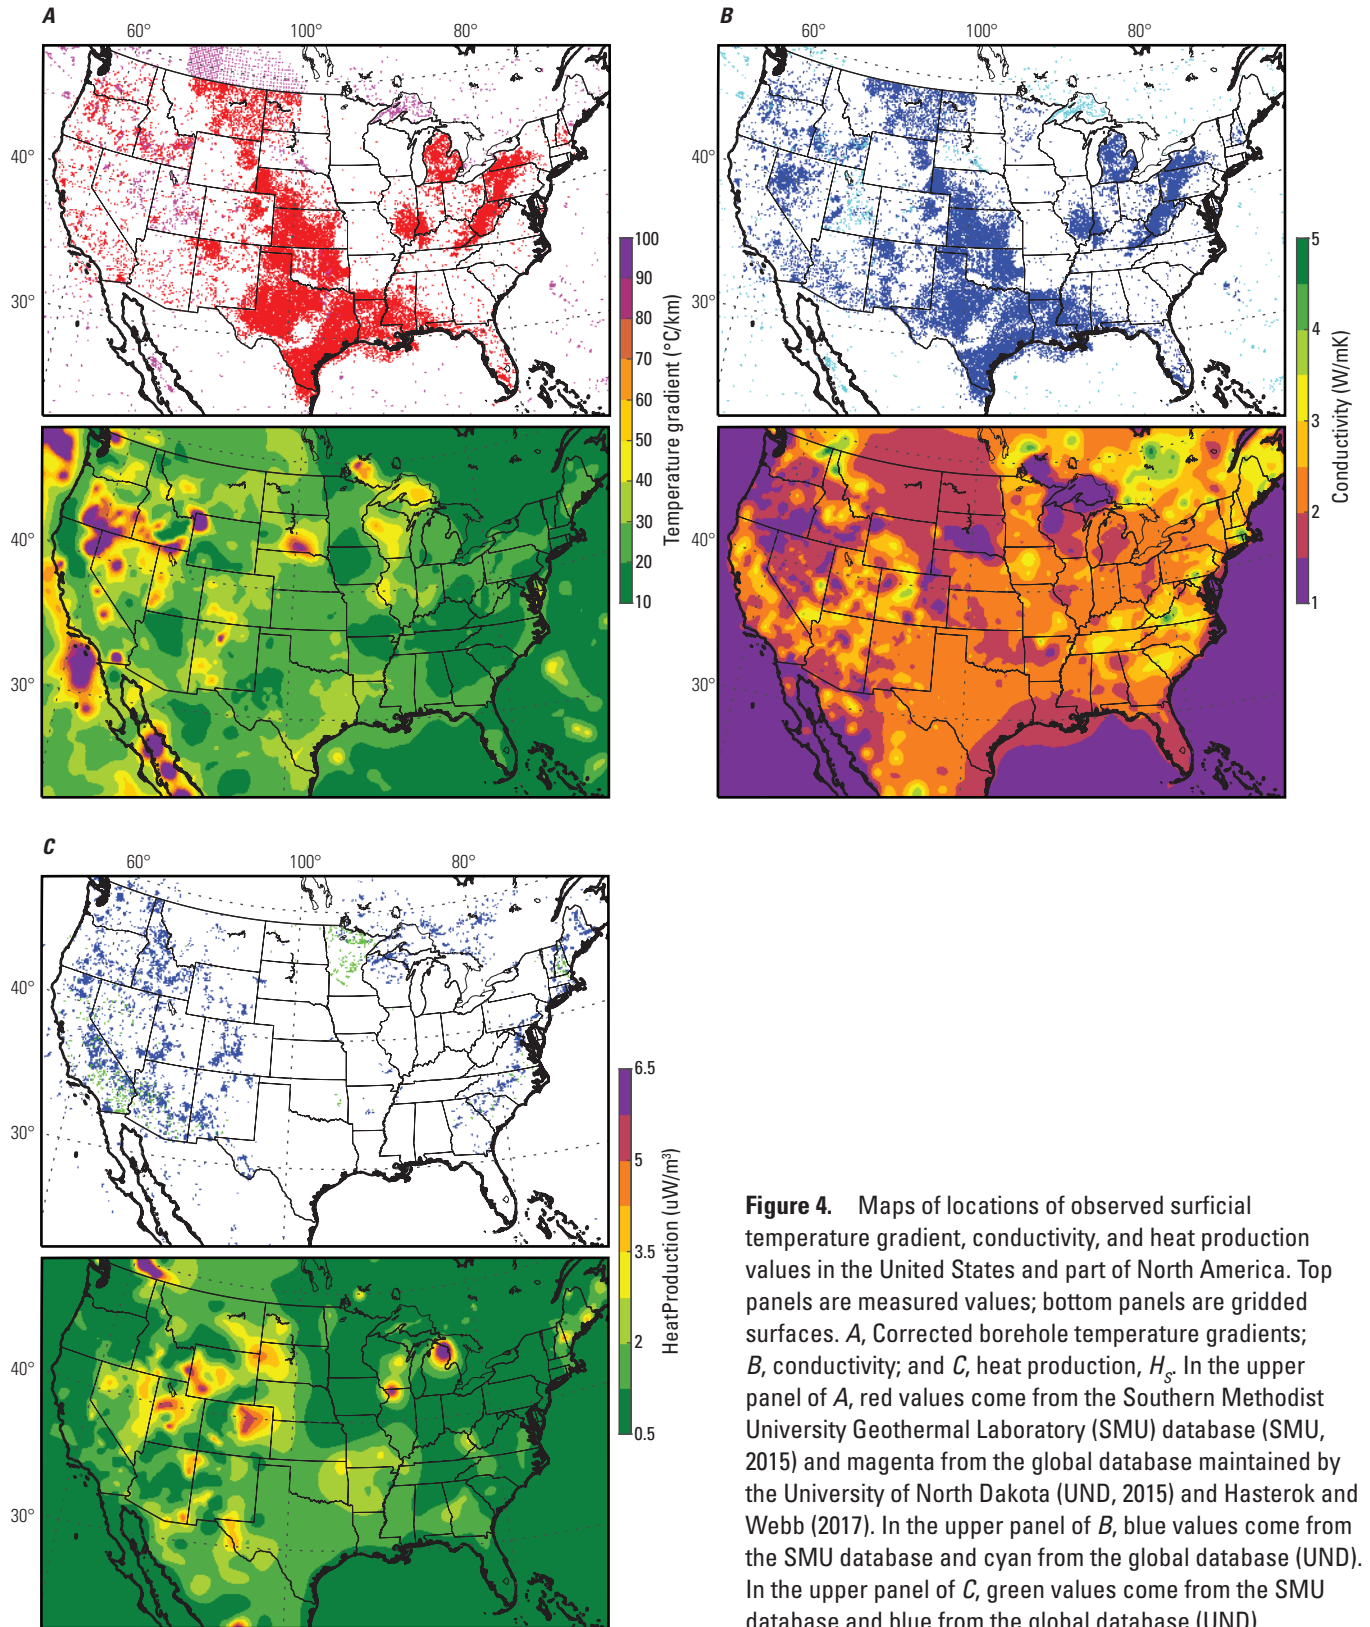 A
60°
100°
80°
40°
30°
100
90
80
70
60
50
40
30
20
10
Temperature gradient (°C/km)
40°
30°
B
60°
100°
80°
40°
30°
5
4
3
2
1
Conductivity (W/mK)
40°
30°
C
60°
100°
80°
40°
30°
6.5
5
3.5
2
0.5
HeatProduction (uW/m³)
40°
30°
Figure 4. Maps of locations of observed surficial
temperature gradient, conductivity, and heat production
values in the United States and part of North America. Top
panels are measured values; bottom panels are gridded
surfaces. A, Corrected borehole temperature gradients;
B, conductivity; and C, heat production, Hs. In the upper
panel of A, red values come from the Southern Methodist
University Geothermal Laboratory (SMU) database (SMU,
2015) and magenta from the global database maintained by
the University of North Dakota (UND, 2015) and Hasterok and
Webb (2017). In the upper panel of B, blue values come from
the SMU database and cyan from the global database (UND).
In the upper panel of C, green values come from the SMU
database and blue from the global database (UND)